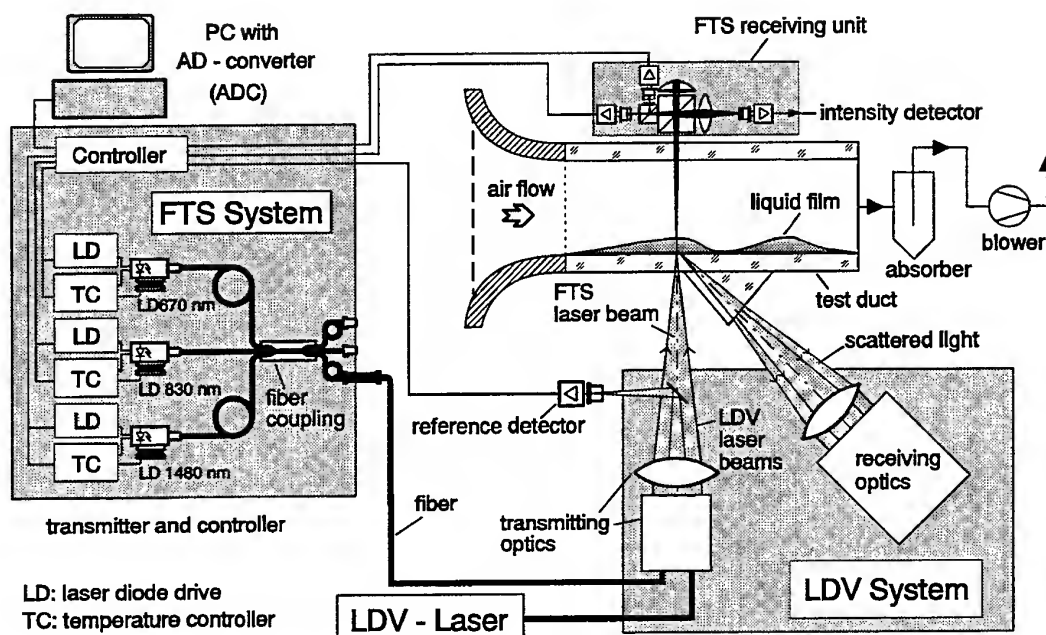 PC with
AD - converter
(ADC)
FTS receiving unit
intensity detector
Controller
FTS System
air flow
liquid film
blower
absorber
LD
TC
LD670 nm
LD
TC
LD 830 nm
LD
TC
LD 1480 nm
fiber
coupling
FTS
laser beam
test duct
scattered light
reference detector
LDV
laser
beams
receiving
optics
transmitter and controller
fiber
transmitting
optics
LDV System
LD: laser diode drive
TC: temperature controller
LDV - Laser